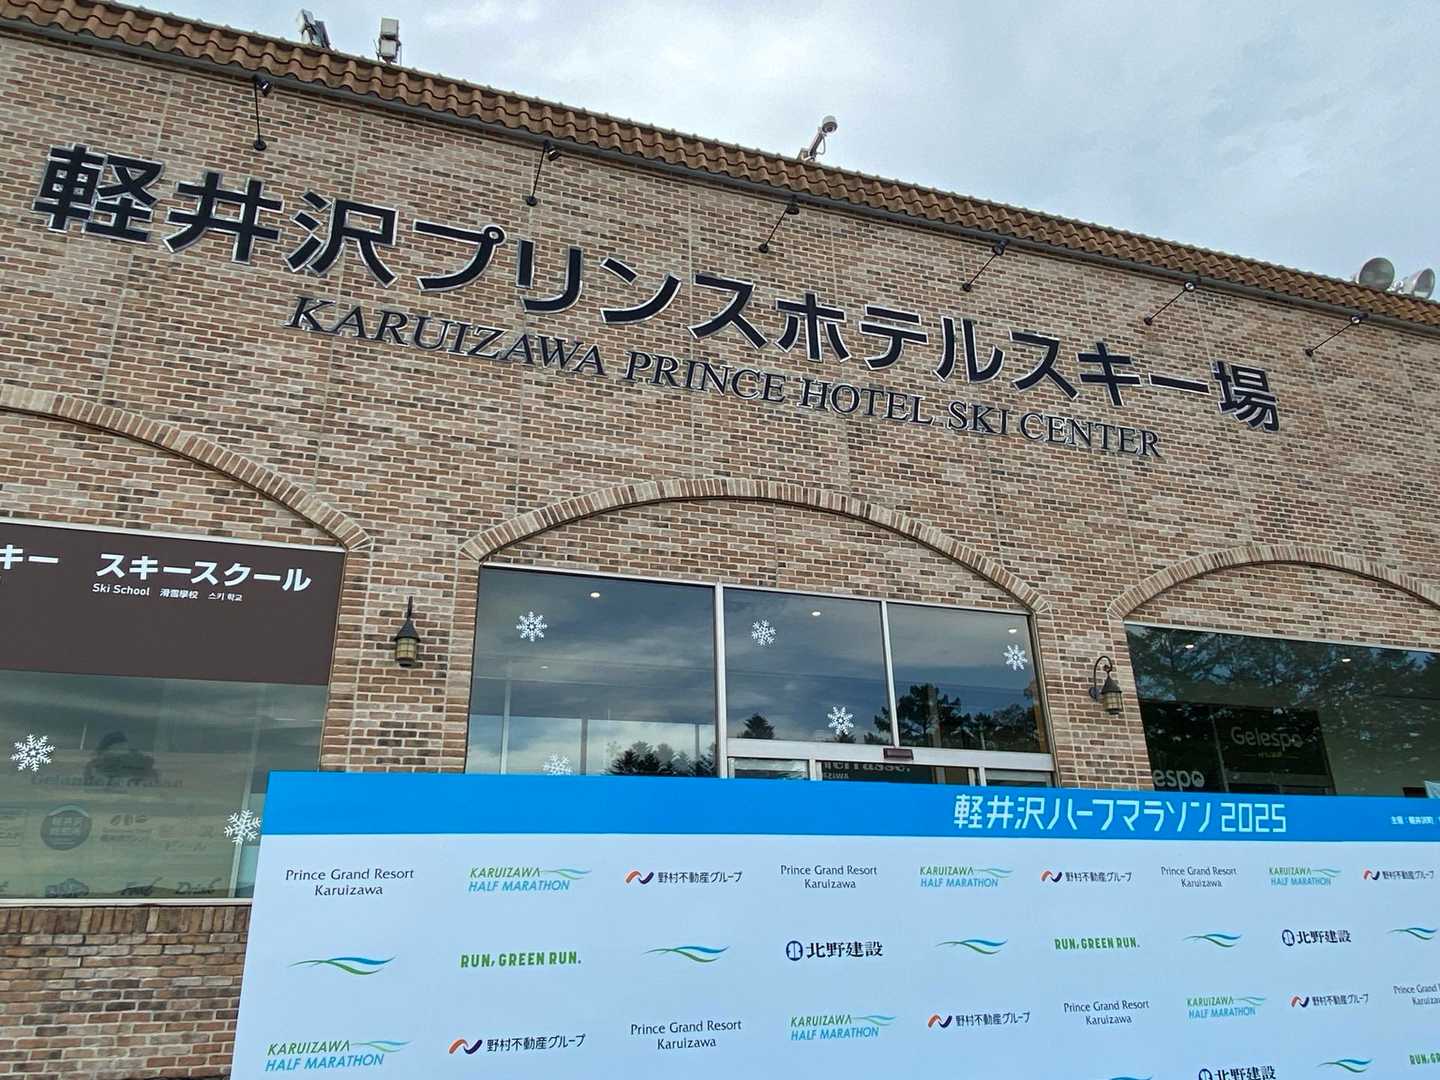 軽井沢プリンスホテルスキー場
KARUIZAWA PRINCE HOTEL SKI CENTER
キー スキースクール
Ski School 滑雪學校 스키 학교
Gelespo
espo
軽井沢ハーフマラソン 2025
主催:軽井沢町
Prince Grand Resort Karuizawa
KARUIZAWA HALF MARATHON
野村不動産グループ
Prince Grand Resort Karuizawa
KARUIZAWA HALF MARATHON
野村不動産グループ
Prince Grand Resort Karuizawa
KARUIZAWA HALF MARATHON
野村不動産グループ
RUN, GREEN RUN.
北野建設
RUN, GREEN RUN.
北野建設
KARUIZAWA HALF MARATHON
野村不動産グループ
Prince Grand Resort Karuizawa
KARUIZAWA HALF MARATHON
野村不動産グループ
Prince Grand Resort Karuizawa
KARUIZAWA HALF MARATHON
野村不動産グループ
北野建設